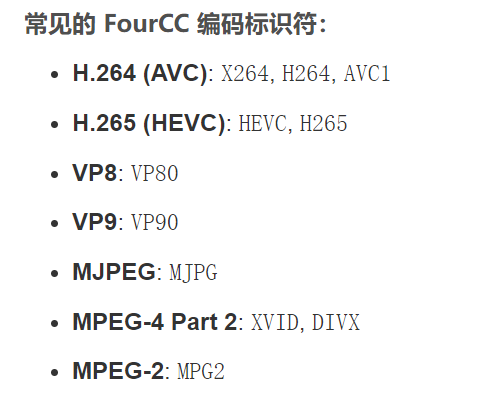 常见的 FourCC 编码标识符：
• H.264 (AVC): X264, H264, AVC1
• H.265 (HEVC): HEVC, H265
• VP8: VP80
• VP9: VP90
• MJPEG: MJPG
• MPEG-4 Part 2: XVID, DIVX
• MPEG-2: MPG2